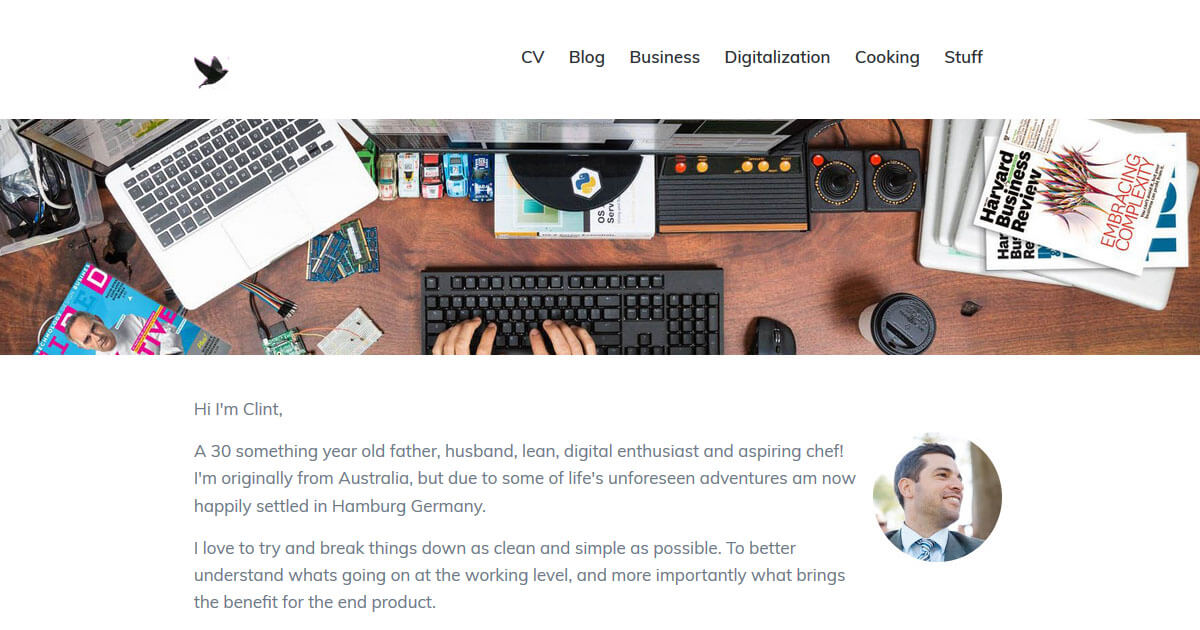 CV Blog Business Digitalization Cooking Stuff
Harvard
Business
Review
EMBRACING
COMPLEXITY
Hi I'm Clint,
A 30 something year old father, husband, lean, digital enthusiast and aspiring chef!
I'm originally from Australia, but due to some of life's unforeseen adventures am now
happily settled in Hamburg Germany.
I love to try and break things down as clean and simple as possible. To better
understand whats going on at the working level, and more importantly what brings
the benefit for the end product.